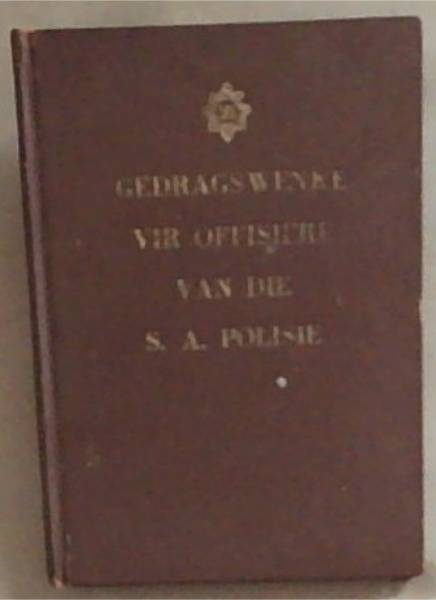 GEDRAGSWENKE
VIR OFFISIERE
VAN DIE
S. A. POLISIE